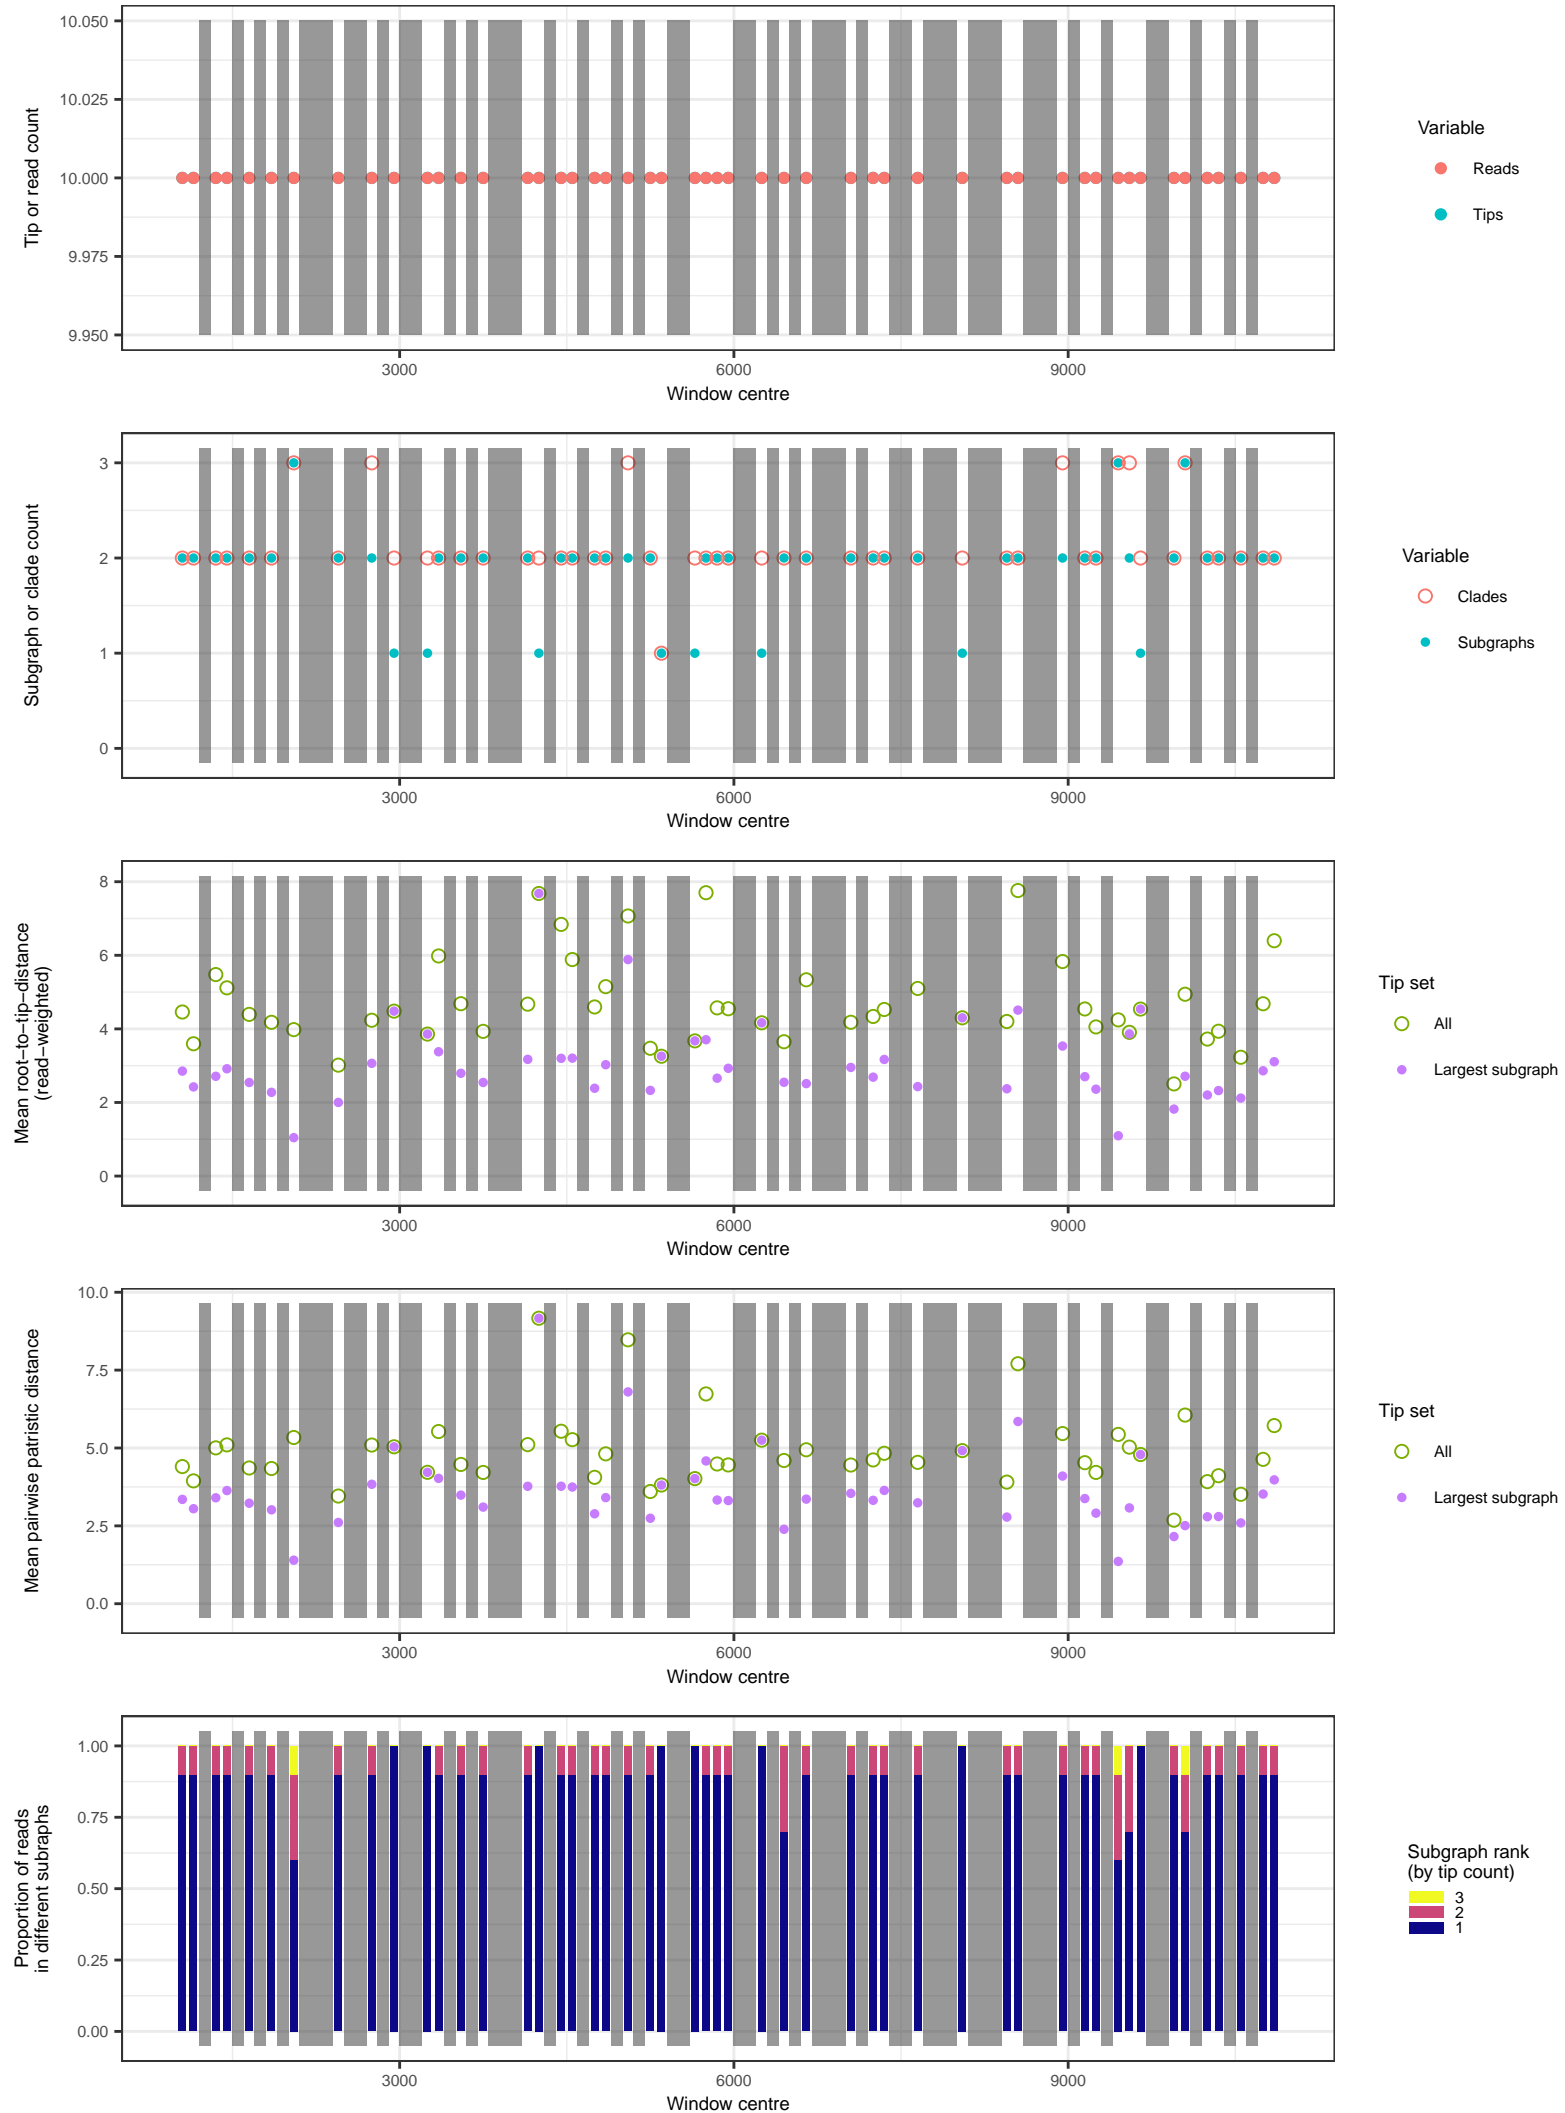 10.050
10.025
10.000
9.975
9.950
Tip or read count
3000
6000
9000
Window centre
Variable
Reads
Tips
3
2
1
0
Subgraph or clade count
3000
6000
9000
Window centre
Variable
Clades
Subgraphs
8
6
4
2
0
Mean root−to−tip−distance
(read−weighted)
3000
6000
9000
Window centre
Tip set
All
Largest subgraph
10.0
7.5
5.0
2.5
0.0
Mean pairwise patristic distance
3000
6000
9000
Window centre
Tip set
All
Largest subgraph
1.00
0.75
0.50
0.25
0.00
Proportion of reads
in different subraphs
3000
6000
9000
Window centre
Subgraph rank
(by tip count)
3
2
1